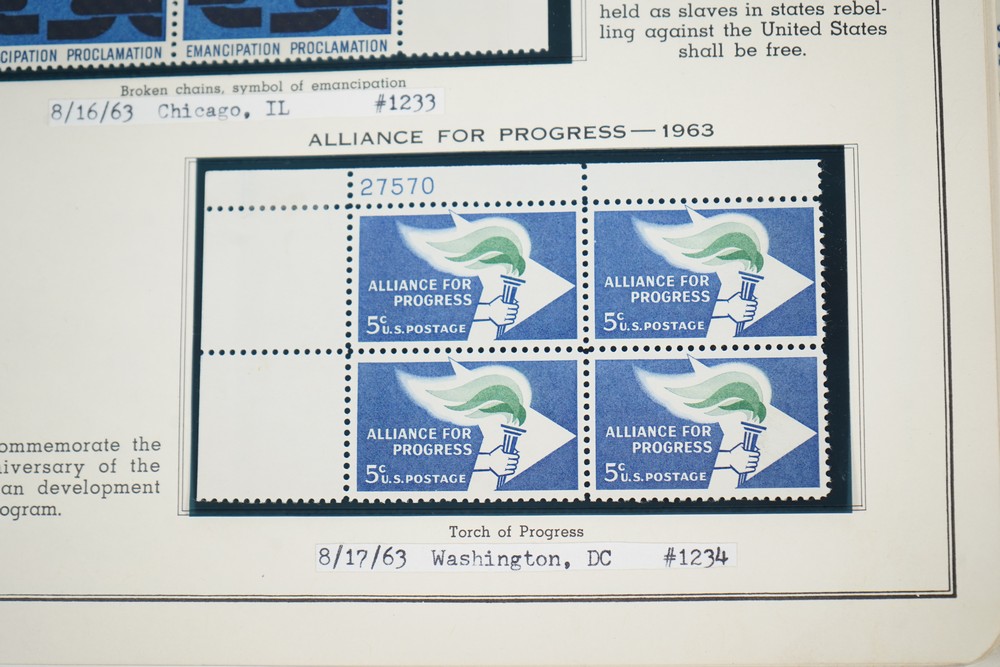 CIPATION PROCLAMATION EMANCIPATION PROCLAMATION
held as slaves in states rebel-
ling against the United States
shall be free.
Broken chains, symbol of emancipation
8/16/63 Chicago, IL #1233
ALLIANCE FOR PROGRESS—1963
27570
ALLIANCE FOR
PROGRESS
5c U.S. POSTAGE
ALLIANCE FOR
PROGRESS
5c U.S. POSTAGE
ALLIANCE FOR
PROGRESS
5c U.S. POSTAGE
ALLIANCE FOR
PROGRESS
5c U.S. POSTAGE
ommemorate the
iversary of the
an development
ogram.
Torch of Progress
8/17/63 Washington, DC #1234